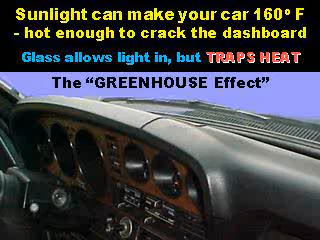 Sunlight can make your car 160º F
- hot enough to crack the dashboard
Glass allows light in, but TRAPS HEAT
The “GREENHOUSE Effect”